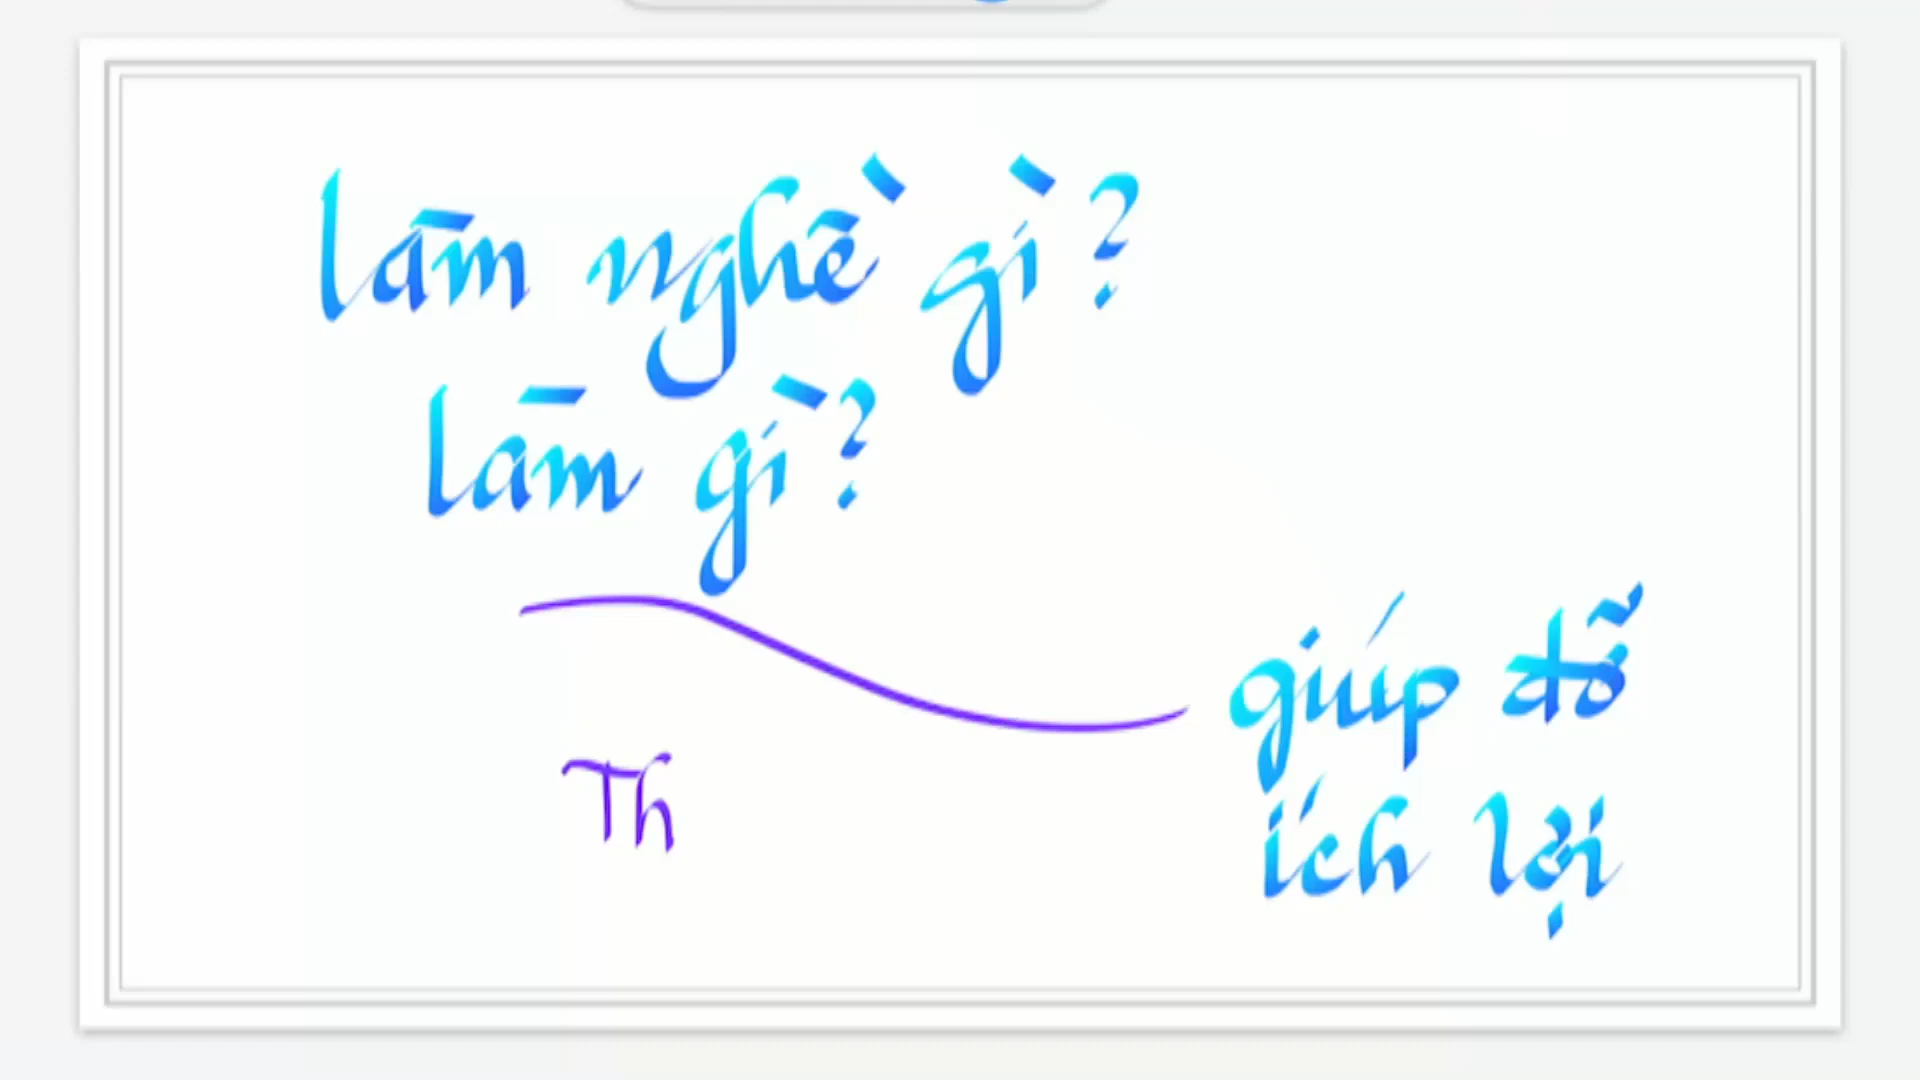 làm nghề gì?
làm gì?
giúp đỡ
ích lợi
Th